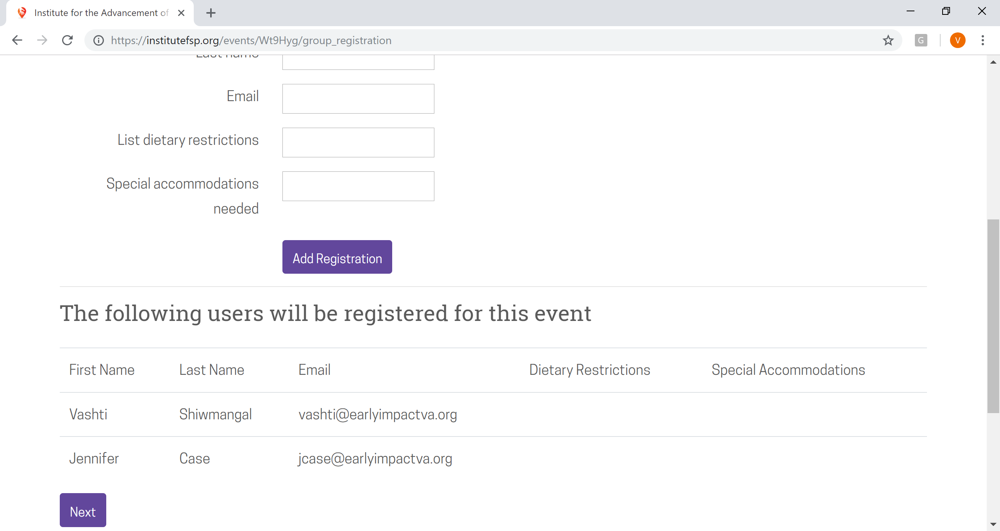 Institute for the Advancement of
https://institutefsp.org/events/Wt9Hyg/group_registration
G
V
Last name
Email
List dietary restrictions
Special accommodations
needed
Add Registration
The following users will be registered for this event
First Name Last Name Email Dietary Restrictions Special Accommodations
Vashti Shiwmangal vashti@earlyimpactva.org
Jennifer Case jcase@earlyimpactva.org
Next